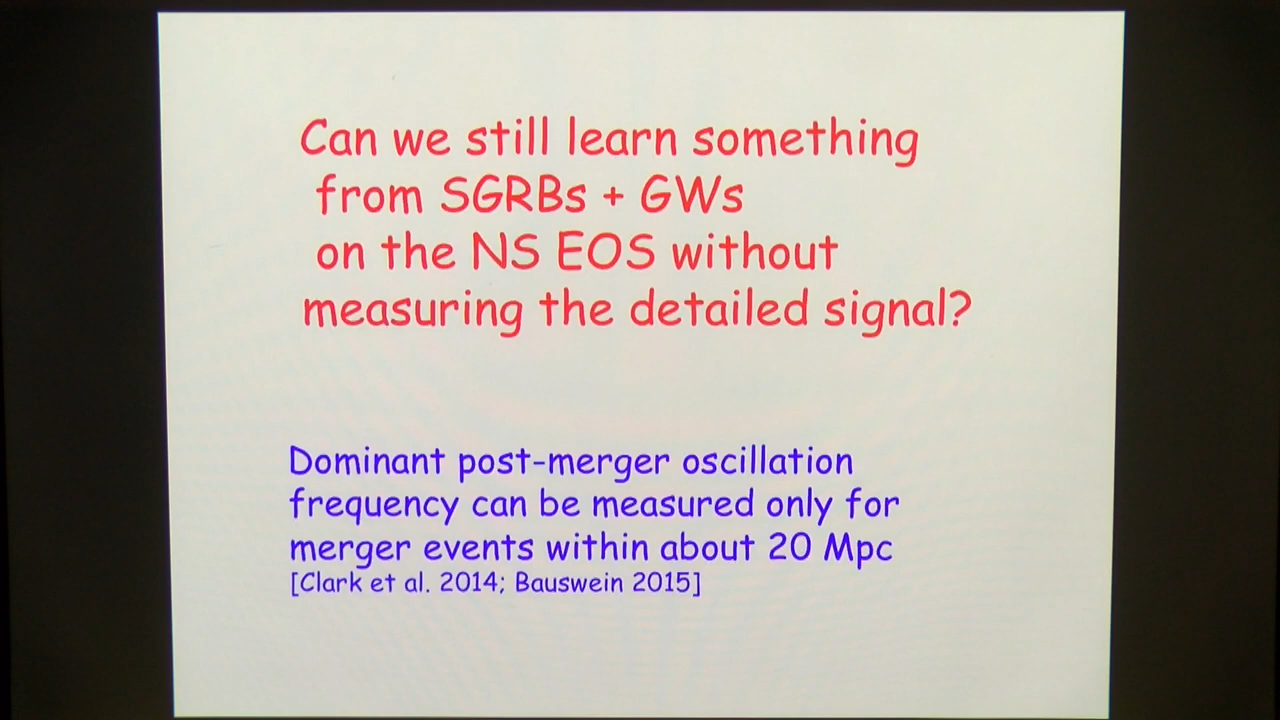 Can we still learn something
from SGRBs + GWs
on the NS EOS without
measuring the detailed signal?
Dominant post-merger oscillation
frequency can be measured only for
merger events within about 20 Mpc
[Clark et al. 2014; Bauswein 2015]